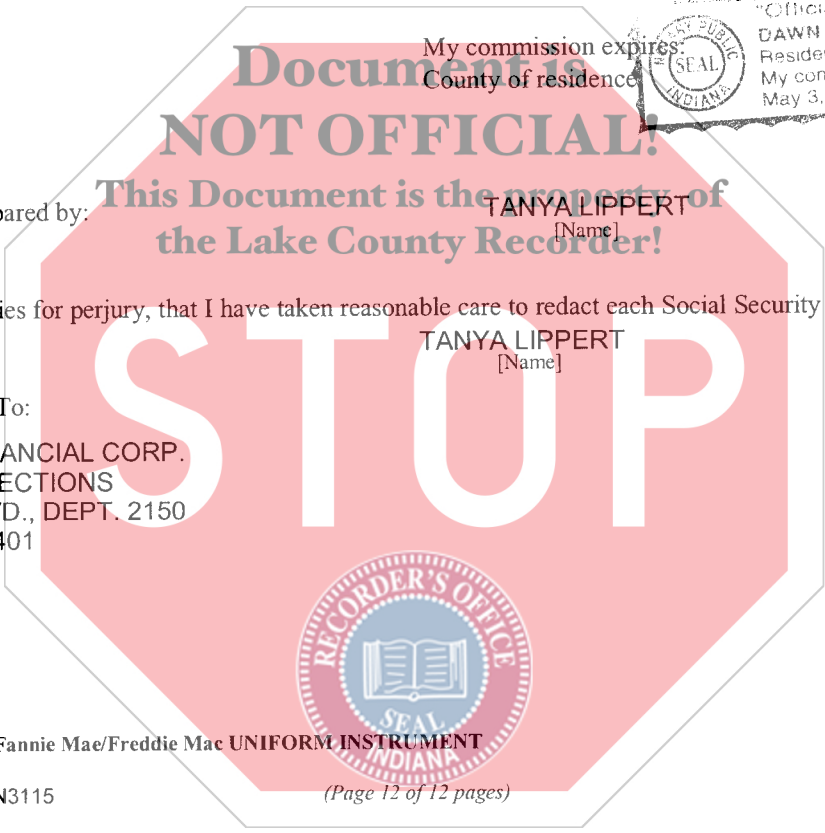 "Offici
DAWN
Reside
My con
May 3,
NOTARY PUBLIC
SEAL
INDIANA
My commission expires:
County of residence
Document is
NOT OFFICIAL!
This Document is the property of
the Lake County Recorder!
pared by:
TANYA LIPPERT
[Name]
ies for perjury, that I have taken reasonable care to redact each Social Security
TANYA LIPPERT
[Name]
To:
ANCIAL CORP.
ECTIONS
D., DEPT. 2150
401
STOP
RECORDER'S OFFICE
SEAL
INDIANA
Fannie Mae/Freddie Mac UNIFORM INSTRUMENT
N3115
(Page 12 of 12 pages)